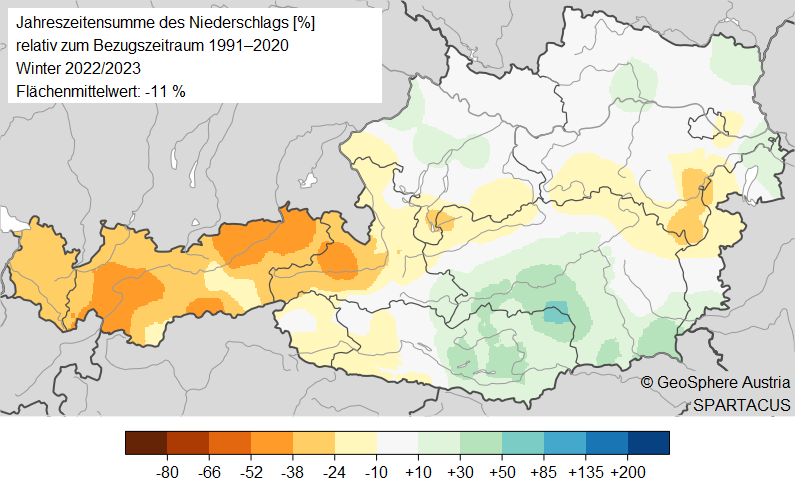 Jahreszeitensumme des Niederschlags [%]
relativ zum Bezugszeitraum 1991–2020
Winter 2022/2023
Flächenmittelwert: -11 %
© GeoSphere Austria
SPARTACUS
-80 -66 -52 -38 -24 -10 +10 +30 +50 +85 +135 +200